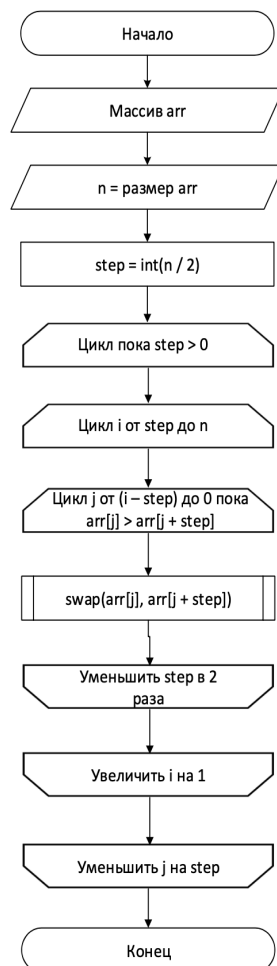 Начало
Массив arr
n = размер arr
step = int(n / 2)
Цикл пока step > 0
Цикл i от step до n
Цикл j от (i – step) до 0 пока
arr[j] > arr[j + step]
swap(arr[j], arr[j + step])
Уменьшить step в 2
раза
Увеличить i на 1
Уменьшить j на step
Конец